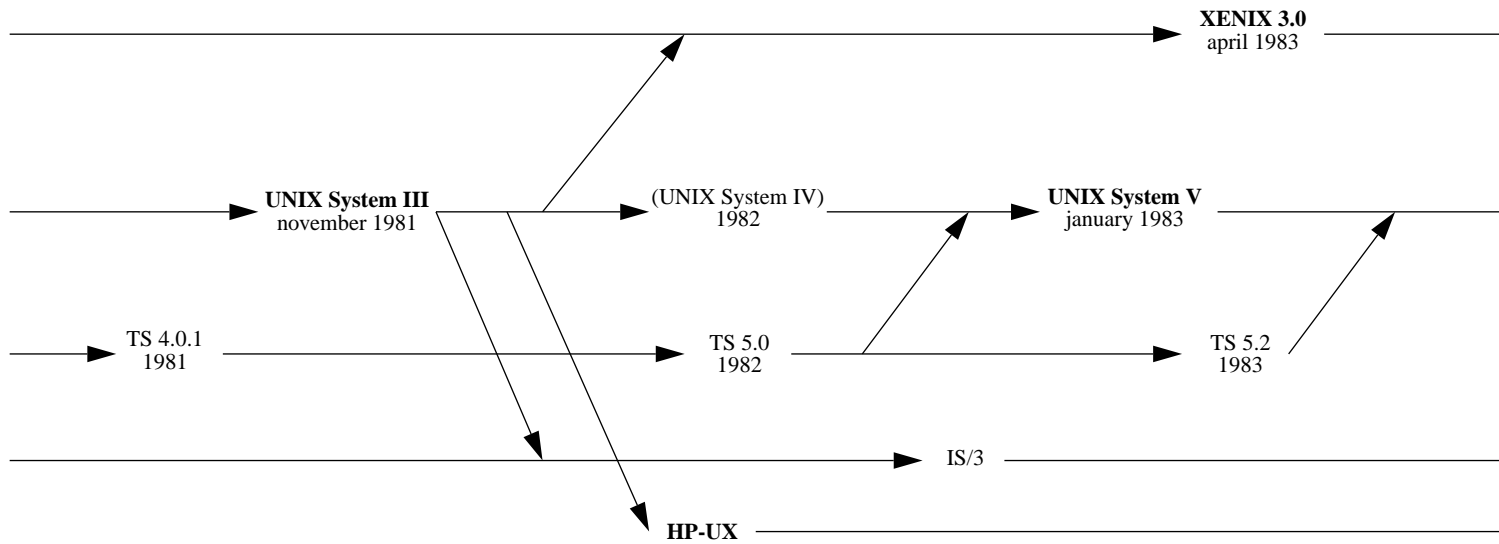 XENIX 3.0
april 1983
UNIX System III
november 1981
(UNIX System IV)
1982
UNIX System V
january 1983
TS 4.0.1
1981
TS 5.0
1982
TS 5.2
1983
IS/3
HP-UX